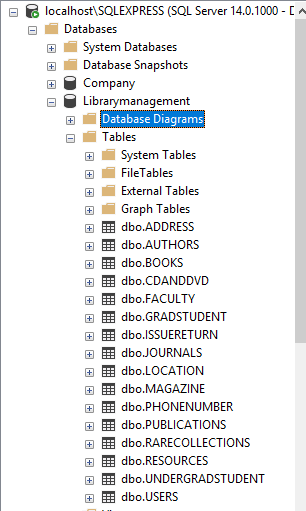 localhost\SQLEXPRESS (SQL Server 14.0.1000 - D
Databases
System Databases
Database Snapshots
Company
Librarymanagement
Database Diagrams
Tables
System Tables
FileTables
External Tables
Graph Tables
dbo.ADDRESS
dbo.AUTHORS
dbo.BOOKS
dbo.CDANDDVD
dbo.FACULTY
dbo.GRADSTUDENT
dbo.ISSUERETURN
dbo.JOURNALS
dbo.LOCATION
dbo.MAGAZINE
dbo.PHONENUMBER
dbo.PUBLICATIONS
dbo.RARECOLLECTIONS
dbo.RESOURCES
dbo.UNDERGRADSTUDENT
dbo.USERS